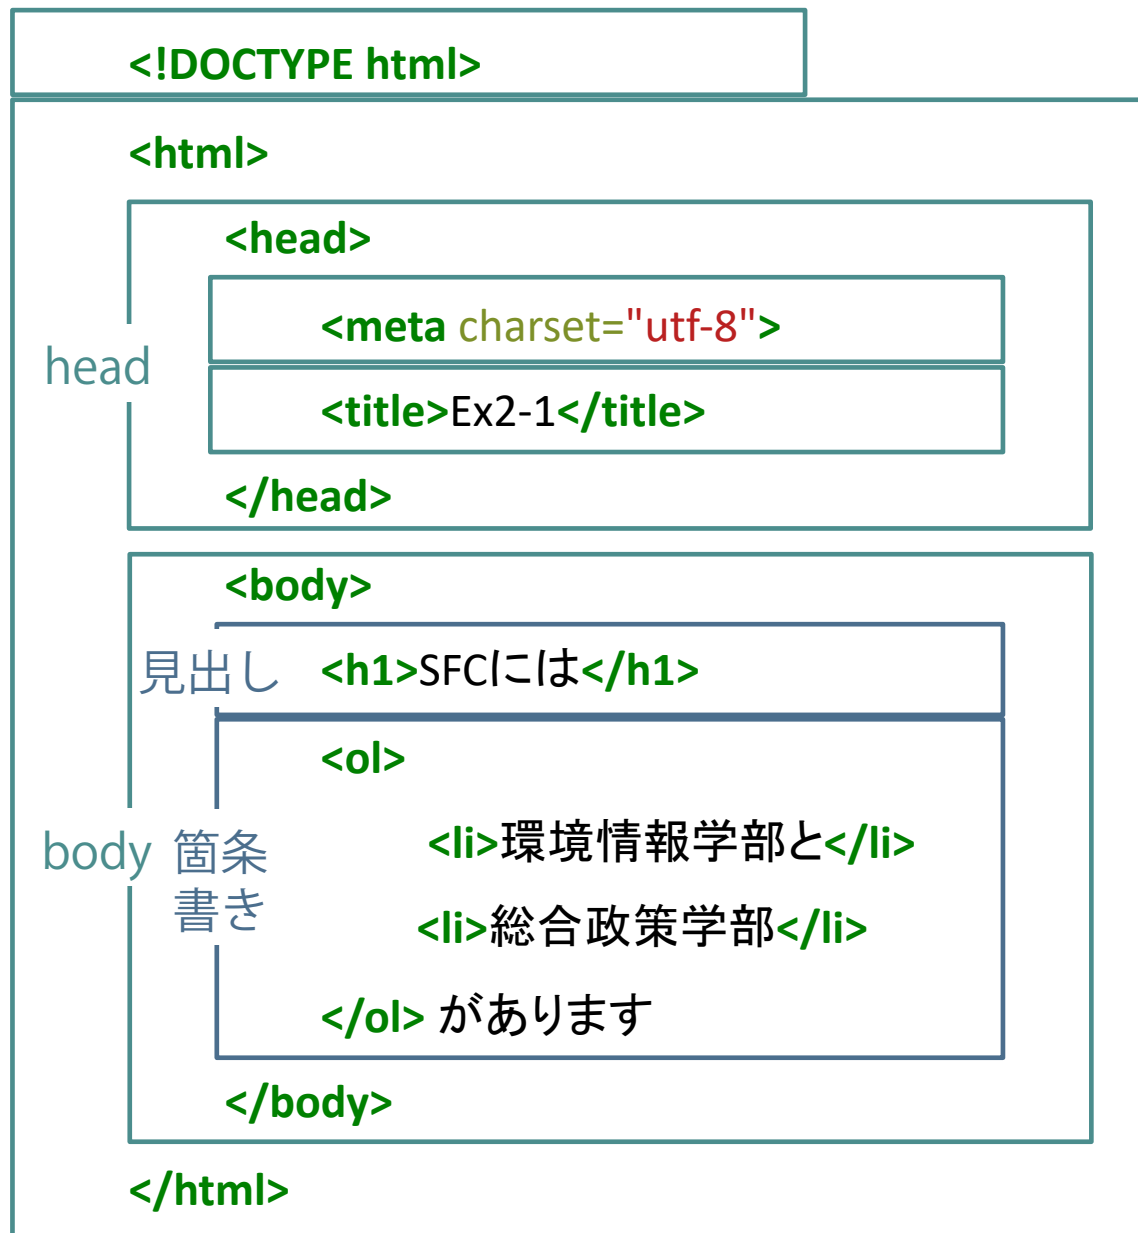 <!DOCTYPE html>
<html>
<head>
<meta charset="utf-8">
head
<title>Ex2-1</title>
</head>
<body>
見出し
<h1>SFCには</h1>
<ol>
body
箇条
書き
<li>環境情報学部と</li>
<li>総合政策学部</li>
</ol> があります
</body>
</html>